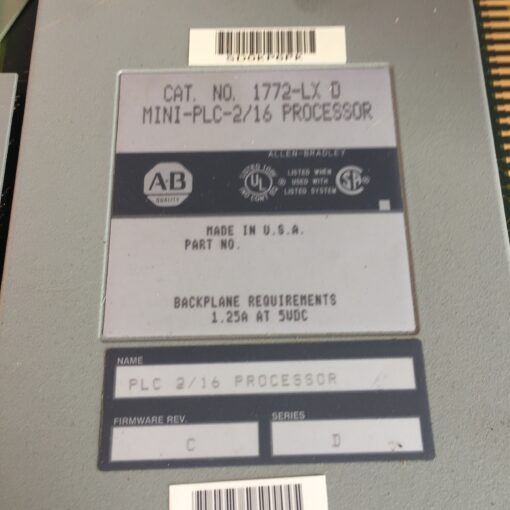 CAT. NO. 1772-LX D
MINI-PLC-2/16 PROCESSOR
ALLEN-BRADLEY
A-B
QUALITY
UL
LISTED WHEN
USED WITH
LISTED SYSTEM
MADE IN U.S.A.
PART NO.
BACKPLANE REQUIREMENTS
1.25A AT 5VDC
NAME
PLC 2/16 PROCESSOR
FIRMWARE REV.
SERIES
C
D